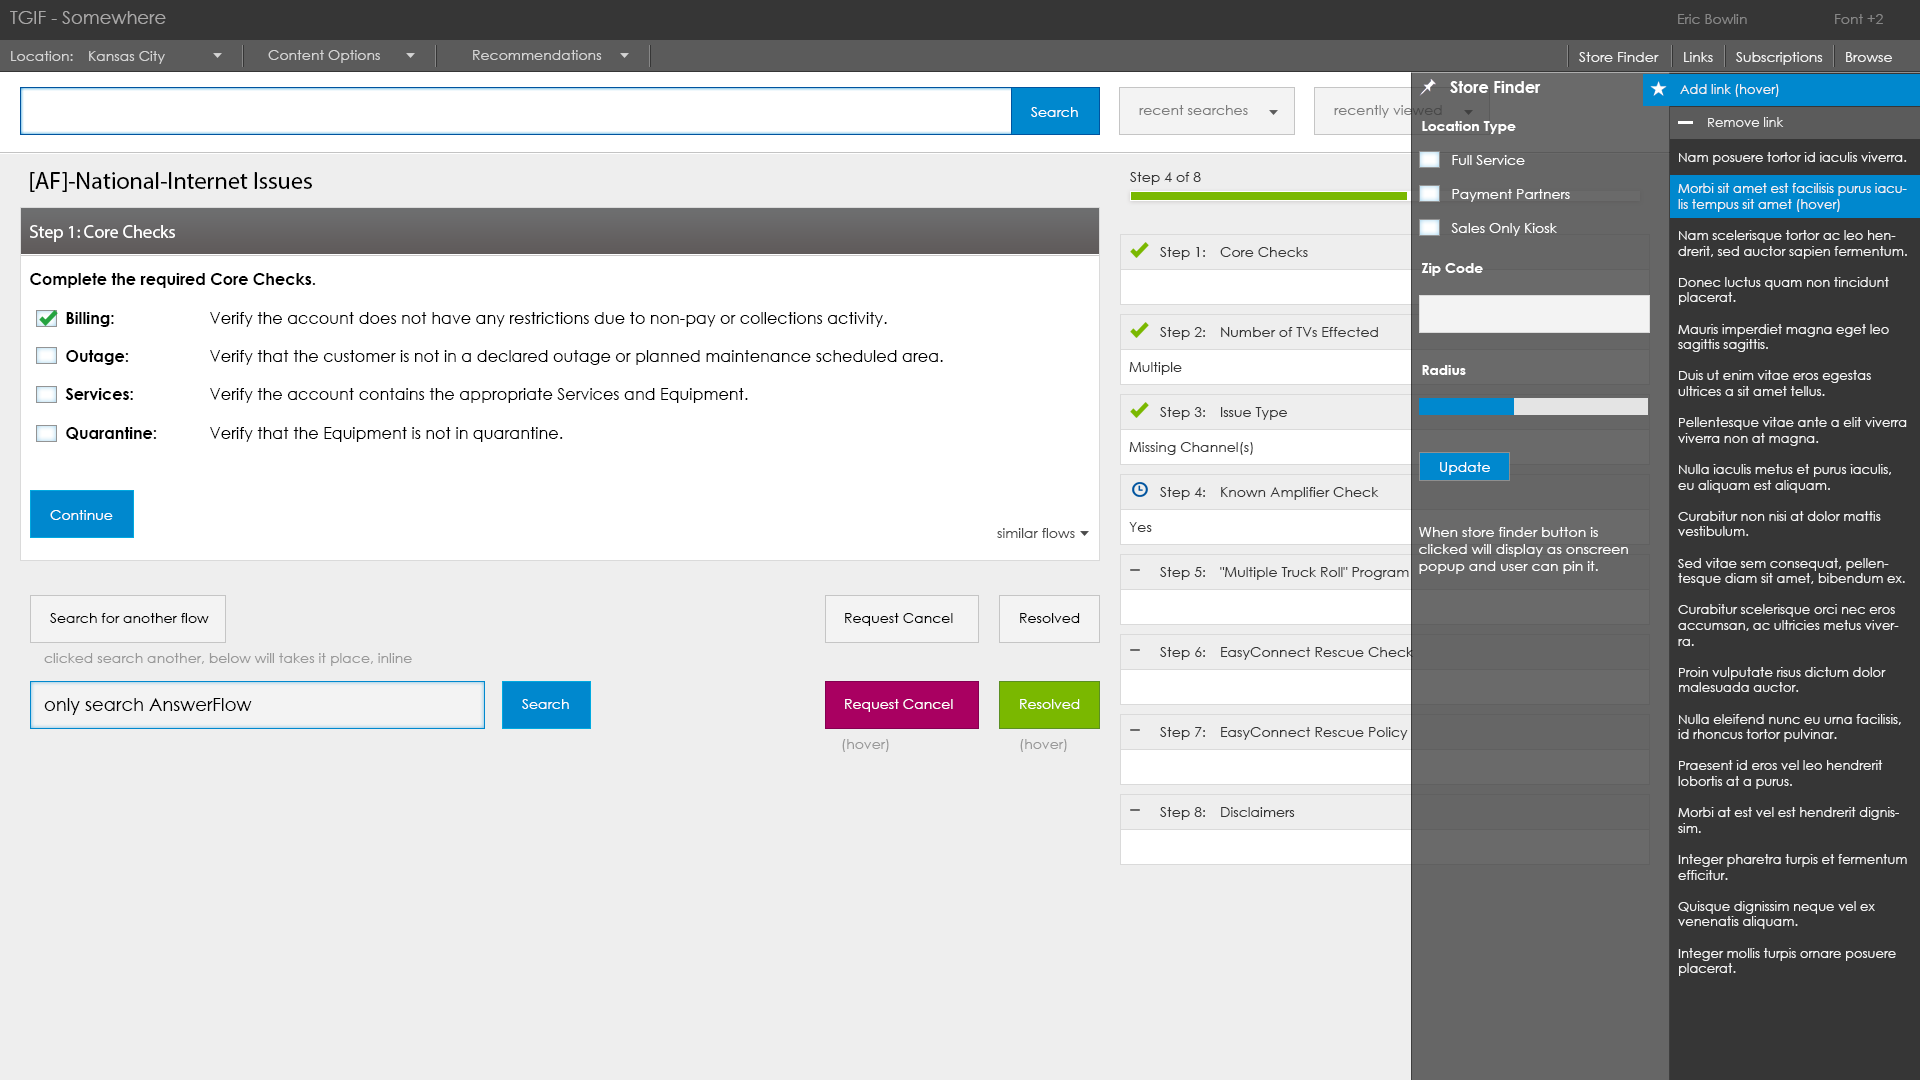 TGIF - Somewhere
Eric Bowlin
Font +2
Location: Kansas City
Content Options
Recommendations
Store Finder
Links
Subscriptions
Browse
Search
recent searches
recently viewed
[AF]-National-Internet Issues
Step 1: Core Checks
Complete the required Core Checks.
Billing: Verify the account does not have any restrictions due to non-pay or collections activity.
Outage: Verify that the customer is not in a declared outage or planned maintenance scheduled area.
Services: Verify the account contains the appropriate Services and Equipment.
Quarantine: Verify that the Equipment is not in quarantine.
Continue
similar flows
Search for another flow
Request Cancel
Resolved
clicked search another, below will takes it place, inline
only search AnswerFlow
Search
Request Cancel
Resolved
(hover)
(hover)
Step 4 of 8
Step 1: Core Checks
Step 2: Number of TVs Effected
Multiple
Step 3: Issue Type
Missing Channel(s)
Step 4: Known Amplifier Check
Yes
Step 5: "Multiple Truck Roll" Program
Step 6: EasyConnect Rescue Check
Step 7: EasyConnect Rescue Policy
Step 8: Disclaimers
Store Finder
Location Type
Full Service
Payment Partners
Sales Only Kiosk
Zip Code
Radius
Update
When store finder button is
clicked will display as onscreen
popup and user can pin it.
Add link (hover)
Remove link
Nam posuere tortor id iaculis viverra.
Morbi sit amet est facilisis purus iacu-
lis tempus sit amet (hover)
Nam scelerisque tortor ac leo hen-
drerit, sed auctor sapien fermentum.
Donec luctus quam non tincidunt
placerat.
Mauris imperdiet magna eget leo
sagittis sagittis.
Duis ut enim vitae eros egestas
ultrices a sit amet tellus.
Pellentesque vitae ante a elit viverra
viverra non at magna.
Nulla iaculis metus et purus iaculis,
eu aliquam est aliquam.
Curabitur non nisi at dolor mattis
vestibulum.
Sed vitae sem consequat, pellen-
tesque diam sit amet, bibendum ex.
Curabitur scelerisque orci nec eros
accumsan, ac ultricies metus viver-
ra.
Proin vulputate risus dictum dolor
malesuada auctor.
Nulla eleifend nunc eu urna facilisis,
id rhoncus tortor pulvinar.
Praesent id eros vel leo hendrerit
lobortis at a purus.
Morbi at est vel est hendrerit dignis-
sim.
Integer pharetra turpis et fermentum
efficitur.
Quisque dignissim neque vel ex
venenatis aliquam.
Integer mollis turpis ornare posuere
placerat.